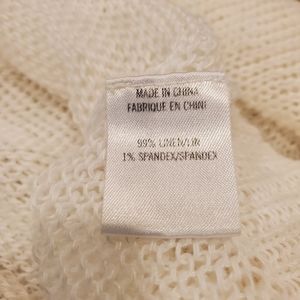 MADE IN CHINA
FABRIQUE EN CHINE
99% LINEN/LIN
1% SPANDEX/SPANDEX